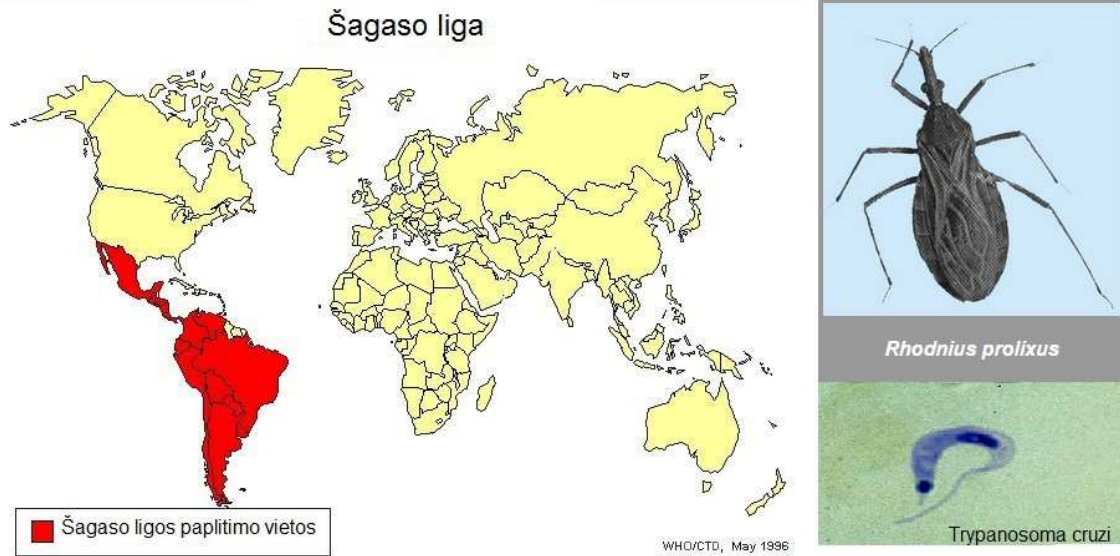 Šagaso liga
Šagaso ligos paplitimo vietos
WHO/CTD, May 1996
Rhodnius prolixus
Trypanosoma cruzi